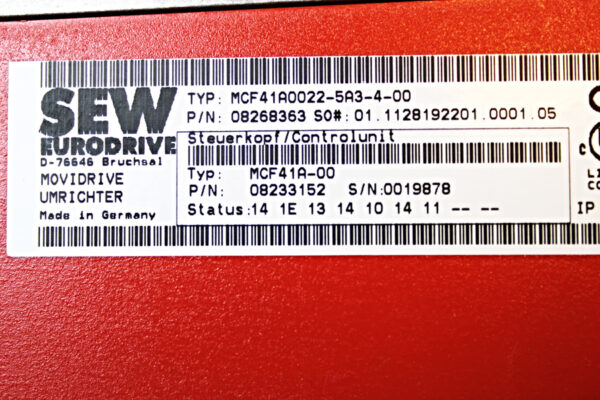 SEW
EURODRIVE
D-76646 Bruchsal
MOVIDRIVE
UMRICHTER
Made in Germany
TYP: MCF41A0022-5A3-4-00
P/N: 08268363 SO#: 01.1128192201.0001.05
Steuerkopf/Controlunit
Typ: MCF41A-00
P/N: 08233152 S/N:0019878
Status:14 1E 13 14 10 14 11 -- --
IP